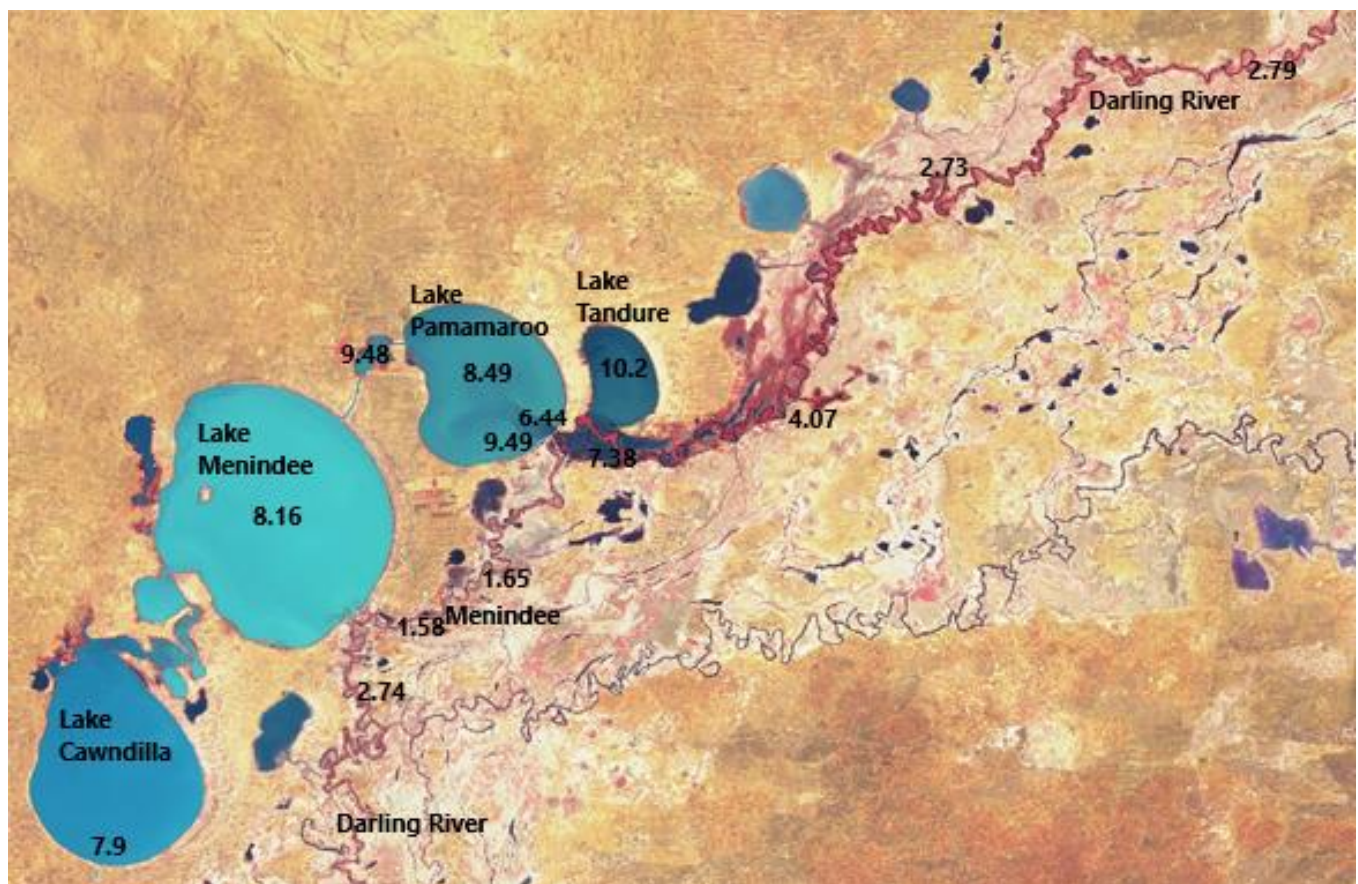 2.79
Darling River
2.73
Lake
Tandure
Lake
Pamamaroo
9.48
8.49
10.2
6.44
4.07
Lake
Menindee
9.49
7.38
8.16
1.65
Menindee
1.58
2.74
Lake
Cawndilla
Darling River
7.9